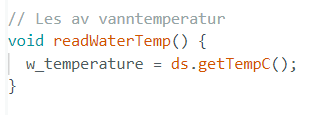 // Les av vanntemperatur
void readWaterTemp() {
  w_temperature = ds.getTempC();
}